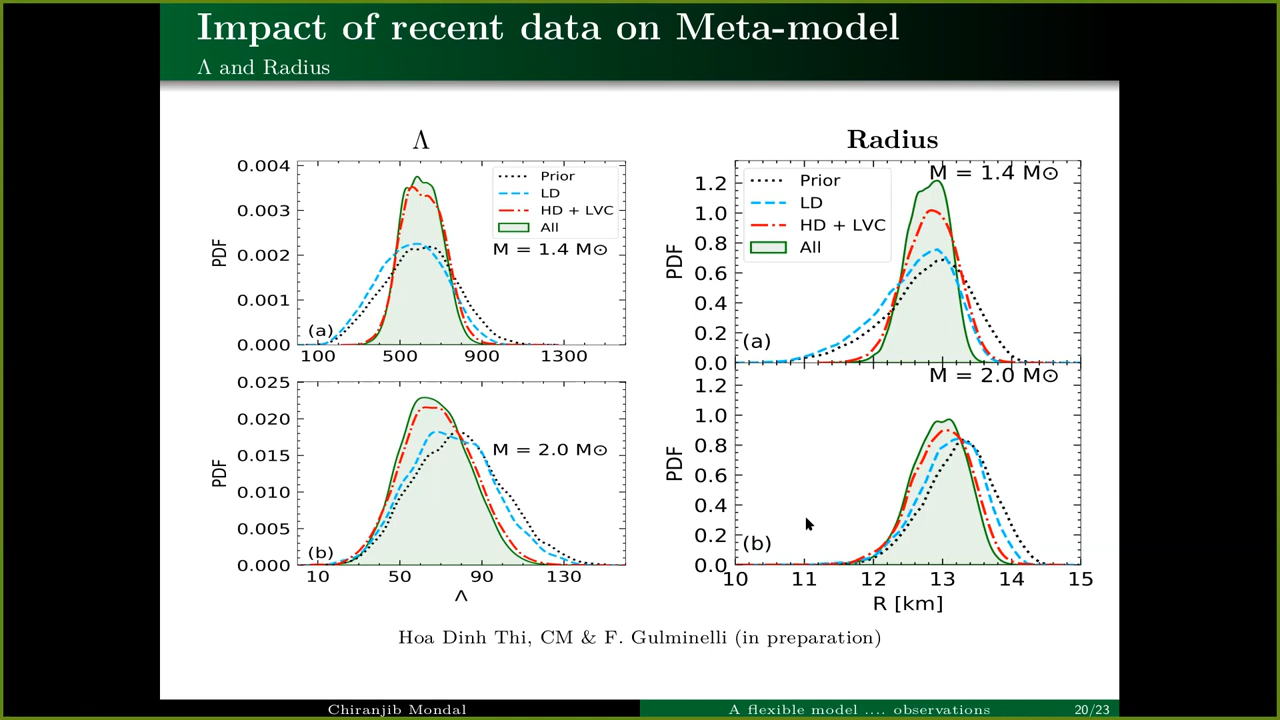 Impact of recent data on Meta-model
Λ and Radius
Λ
0.004
0.003
0.002
0.001
0.000
PDF
Prior
LD
HD + LVC
All
M = 1.4 M⊙
(a)
100 500 900 1300
0.025
0.020
0.015
0.010
0.005
0.000
PDF
M = 2.0 M⊙
(b)
10 50 90 130
Λ
Radius
1.2
1.0
0.8
0.6
0.4
0.2
0.0
PDF
M = 1.4 M⊙
Prior
LD
HD + LVC
All
(a)
1.2
1.0
0.8
0.6
0.4
0.2
0.0
PDF
M = 2.0 M⊙
(b)
10 11 12 13 14 15
R [km]
Hoa Dinh Thi, CM & F. Gulminelli (in preparation)
Chiranjib Mondal
A flexible model .... observations
20/23